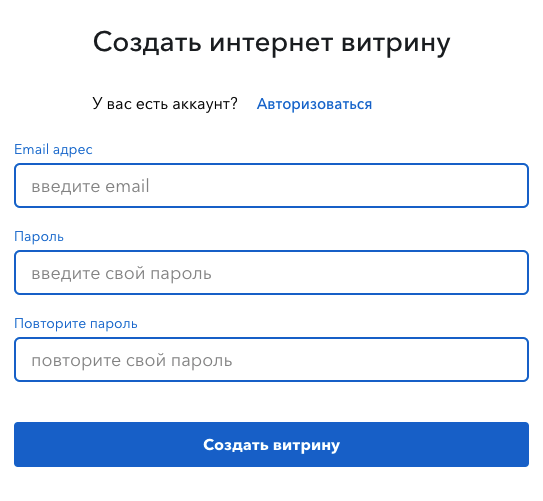 Создать интернет витрину
У вас есть аккаунт? Авторизоваться
Email адрес
введите email
Пароль
введите свой пароль
Повторите пароль
повторите свой пароль
Создать витрину